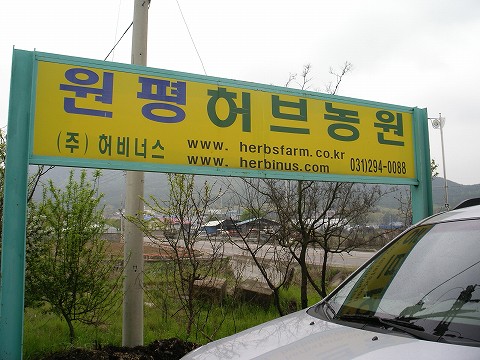 원평허브농원
(주) 허비너스
www. herbsfarm.co.kr
www. herbinus.com
031)294-0088